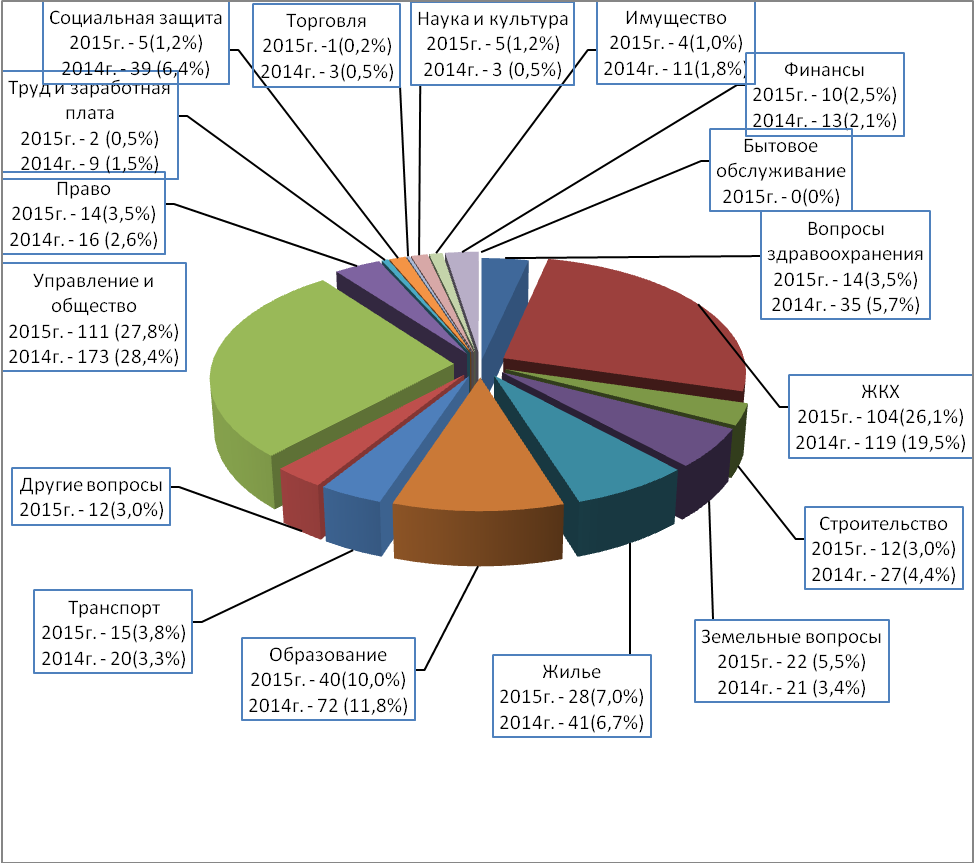 Социальная защита
2015г. - 5(1,2%)
2014г. - 39 (6,4%)
Торговля
2015г. -1(0,2%)
2014г. - 3(0,5%)
Наука и культура
2015г. - 5(1,2%)
2014г. - 3 (0,5%)
Имущество
2015г. - 4(1,0%)
2014г. - 11(1,8%)
Финансы
2015г. - 10(2,5%)
2014г. - 13(2,1%)
Труд и заработная
плата
2015г. - 2 (0,5%)
2014г. - 9 (1,5%)
Бытовое
обслуживание
2015г. - 0(0%)
Право
2015г. - 14(3,5%)
2014г. - 16 (2,6%)
Вопросы
здравоохранения
2015г. - 14(3,5%)
2014г. - 35 (5,7%)
Управление и
общество
2015г. - 111 (27,8%)
2014г. - 173 (28,4%)
ЖКХ
2015г. - 104(26,1%)
2014г. - 119 (19,5%)
Другие вопросы
2015г. - 12(3,0%)
Строительство
2015г. - 12(3,0%)
2014г. - 27(4,4%)
Транспорт
2015г. - 15(3,8%)
2014г. - 20(3,3%)
Земельные вопросы
2015г. - 22 (5,5%)
2014г. - 21 (3,4%)
Образование
2015г. - 40(10,0%)
2014г. - 72 (11,8%)
Жилье
2015г. - 28(7,0%)
2014г. - 41(6,7%)